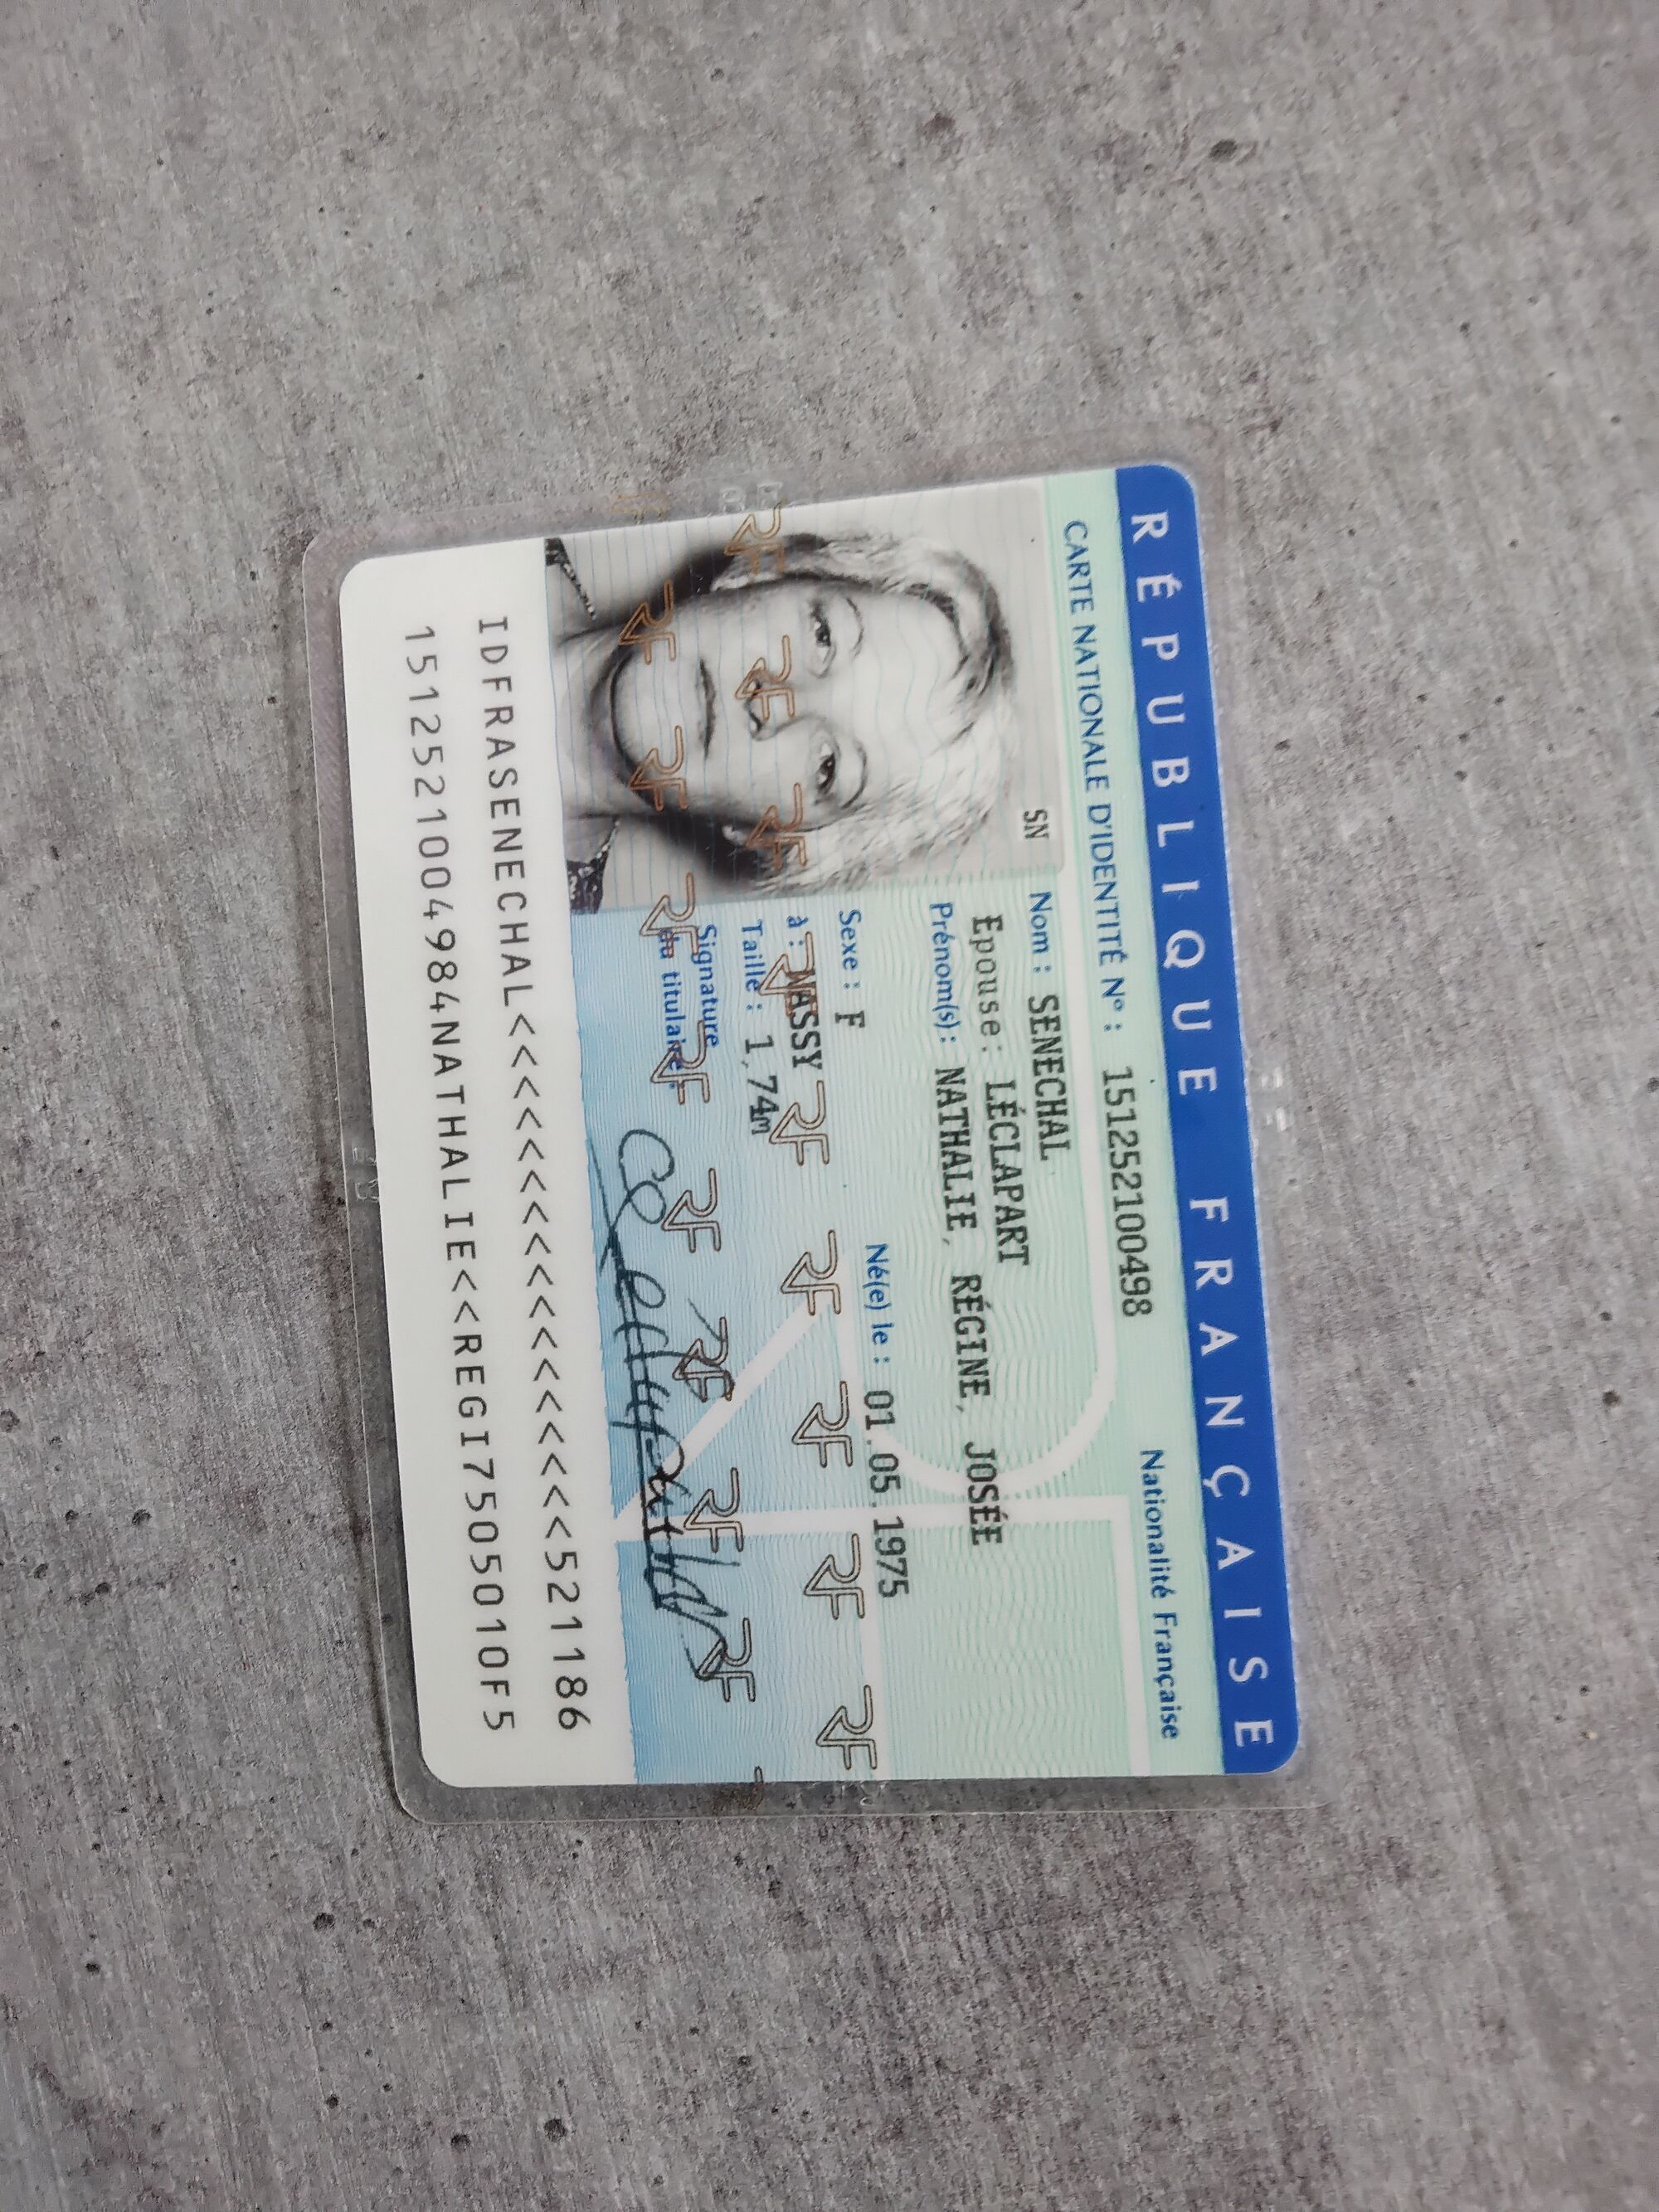 RÉPUBLIQUE FRANÇAISE
CARTE NATIONALE D'IDENTITÉ Nº : 151252100498 Nationalité Française
SN
Nom : SENECHAL
Epouse: LÉCLAPART
Prénom(s): NATHALIE, RÉGINE, JOSÉE
Sexe : F Né(e) le : 01.05.1975
à : MASSY
Taille : 1,74m
Signature
du titulaire
IDFRASENECHAL<<<<<<<<<<<<<<<<<521186
1512521004984NATHALIE<<REGI7505010F5